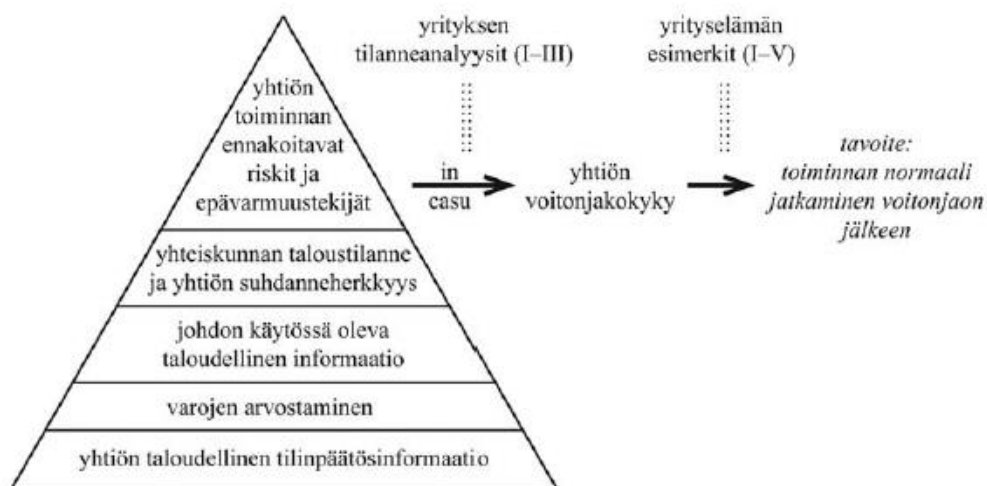 yhtiön
toiminnan
ennakoitavat
riskit ja
epävarmuustekijät
yhteiskunnan taloustilanne
ja yhtiön suhdanneherkkyys
johdon käytössä oleva
taloudellinen informaatio
varojen arvostaminen
yhtiön taloudellinen tilinpäätösinformaatio
yrityksen
tilanneanalyysit (I–III)
in
casu
yhtiön
voitonjakokyky
yrityselämän
esimerkit (I–V)
tavoite:
toiminnan normaali
jatkaminen voitonjaon
jälkeen